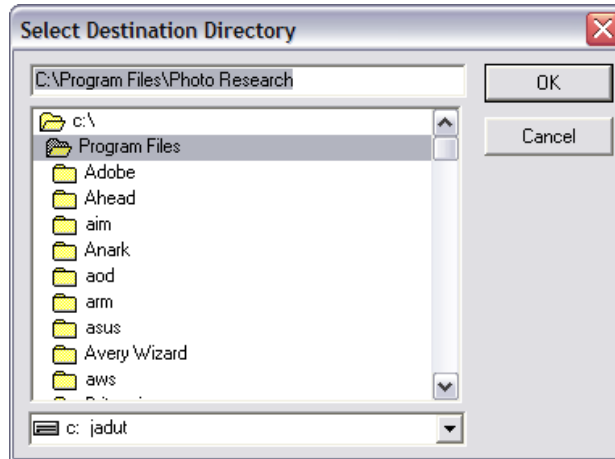 Select Destination Directory
C:\Program Files\Photo Research
OK
c:\
Cancel
Program Files
Adobe
Ahead
aim
Anark
aod
arm
asus
Avery Wizard
aws
c: jadut